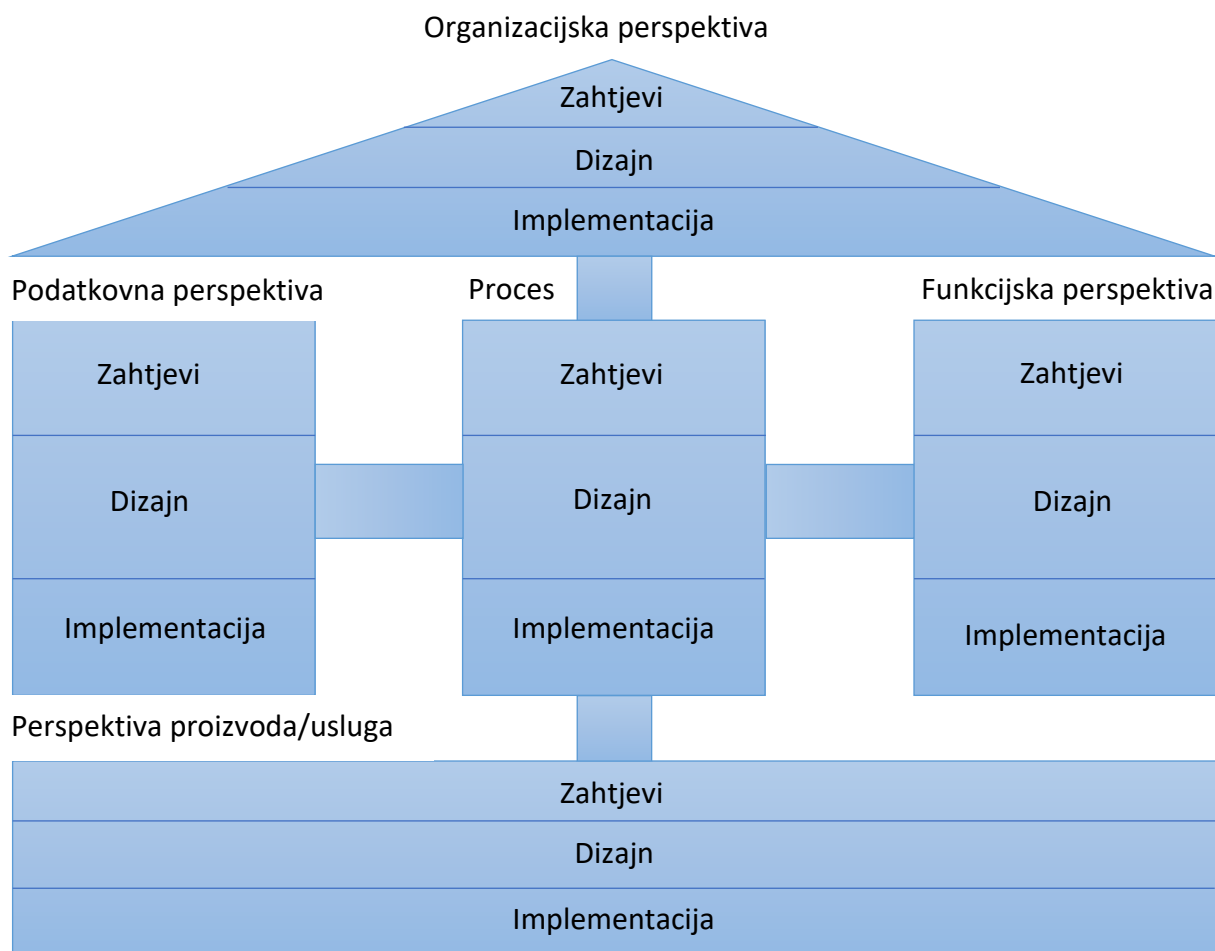 Organizacijska perspektiva
Zahtjevi
Dizajn
Implementacija
Podatkovna perspektiva
Zahtjevi
Dizajn
Implementacija
Proces
Zahtjevi
Dizajn
Implementacija
Funkcijska perspektiva
Zahtjevi
Dizajn
Implementacija
Perspektiva proizvoda/usluga
Zahtjevi
Dizajn
Implementacija